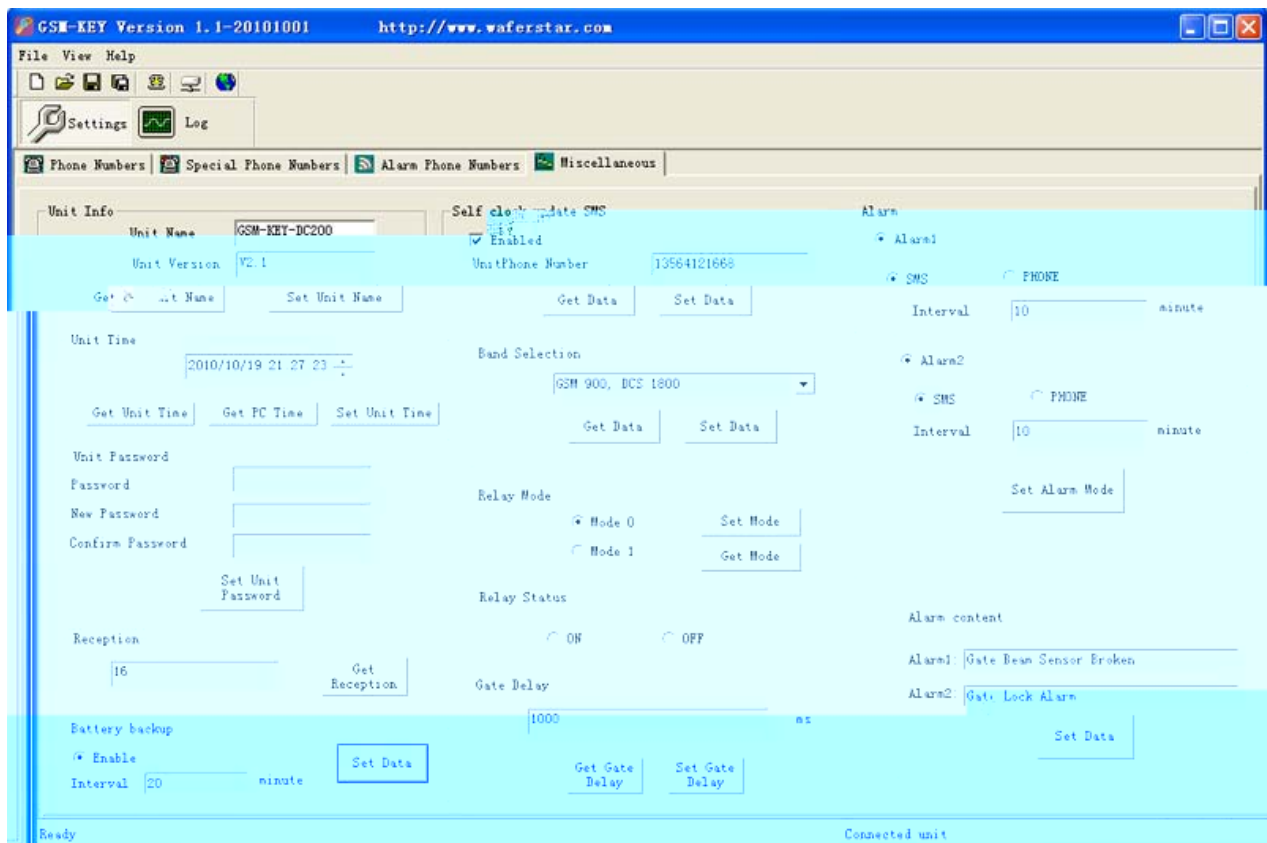 GSM-KEY Version 1.1-20101001 http://www.waferstar.com
File View Help
Settings Log
Phone Numbers Special Phone Numbers Alarm Phone Numbers Miscellaneous
Unit Info
Unit Name GSM-KEY-DC200
Unit Version V2.1
Unit Name Set Unit Name
Unit Time
2010/10/19 21 27 23
Get Unit Time Get PC Time Set Unit Time
Unit Password
Password
New Password
Confirm Password
Set Unit
Password
Reception
16
Get
Reception
Battery backup
Enable
Interval 20 minute
Set Data
Self clock update SMS
Enabled
UnitPhone Number 13564121668
Get Data Set Data
Band Selection
GSM 900, DCS 1800
Get Data Set Data
Relay Mode
Mode 0 Set Mode
Mode 1 Get Mode
Relay Status
ON OFF
Gate Delay
1000 ms
Get Gate
Delay
Set Gate
Delay
Alarm
Alarm1
SMS PHONE
Interval 10 minute
Alarm2
SMS PHONE
Interval 10 minute
Set Alarm Mode
Alarm content
Alarm1: Gate Beam Sensor Broken
Alarm2: Gate Lock Alarm
Set Data
Ready Connected unit